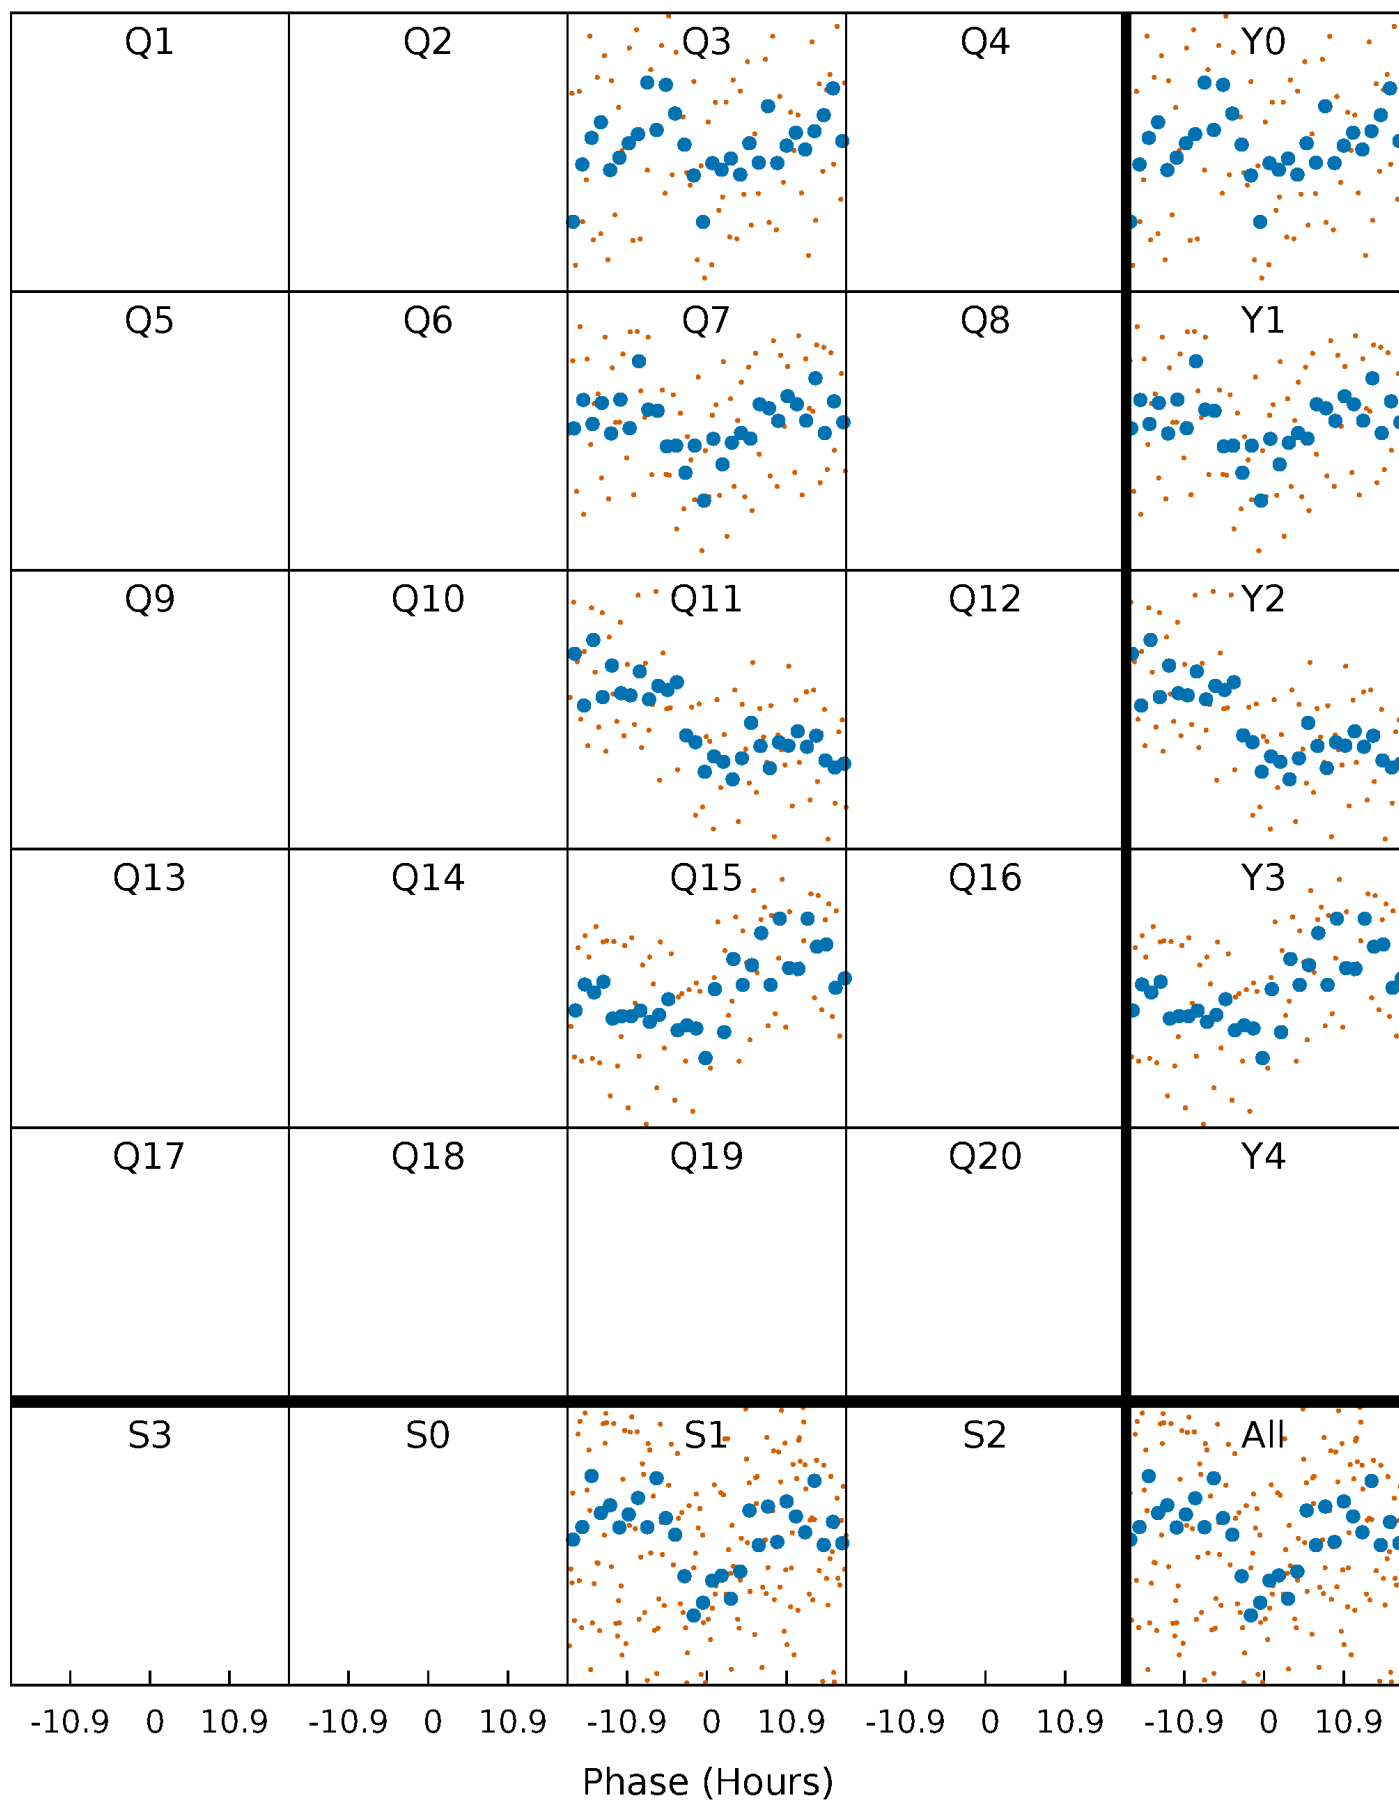 Q1 Q2 Q3 Q4 Y0
Q5 Q6 Q7 Q8 Y1
Q9 Q10 Q11 Q12 Y2
Q13 Q14 Q15 Q16 Y3
Q17 Q18 Q19 Q20 Y4
S3 S0 S1 S2 All
-10.9 0 10.9 -10.9 0 10.9 -10.9 0 10.9 -10.9 0 10.9 -10.9 0 10.9
Phase (Hours)